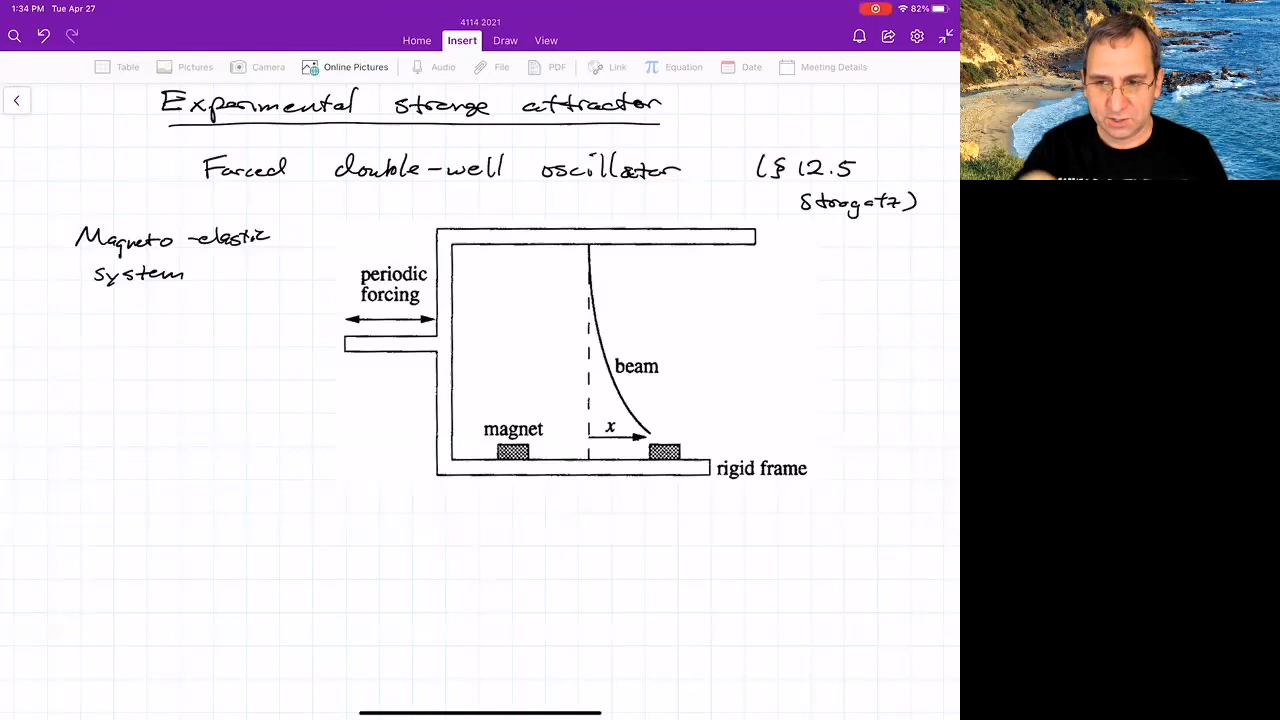 1:34 PM Tue Apr 27
82%
4114 2021
Home Insert Draw View
Table Pictures Camera Online Pictures Audio File PDF Link Equation Date Meeting Details
Experimental strange attractor
Forced double-well oscillator (§ 12.5
Strogatz)
Magneto-elastic
system
periodic
forcing
beam
magnet
x
rigid frame